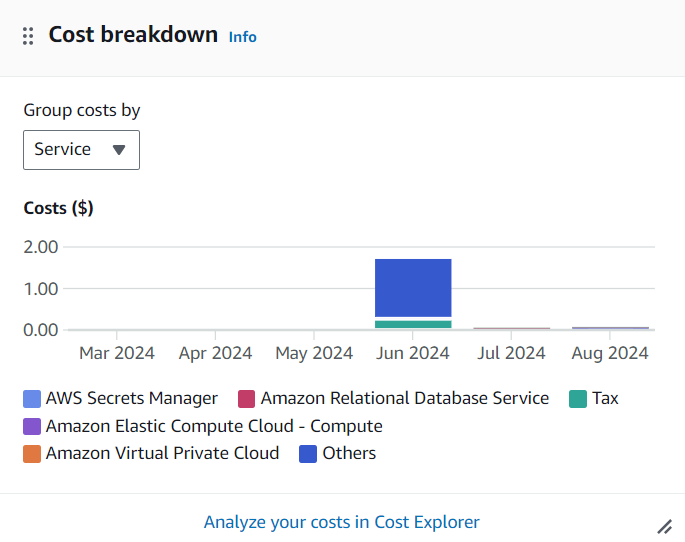 Cost breakdown Info
Group costs by
Service
Costs ($)
2.00
1.00
0.00
Mar 2024 Apr 2024 May 2024 Jun 2024 Jul 2024 Aug 2024
AWS Secrets Manager Amazon Relational Database Service Tax
Amazon Elastic Compute Cloud - Compute
Amazon Virtual Private Cloud Others
Analyze your costs in Cost Explorer